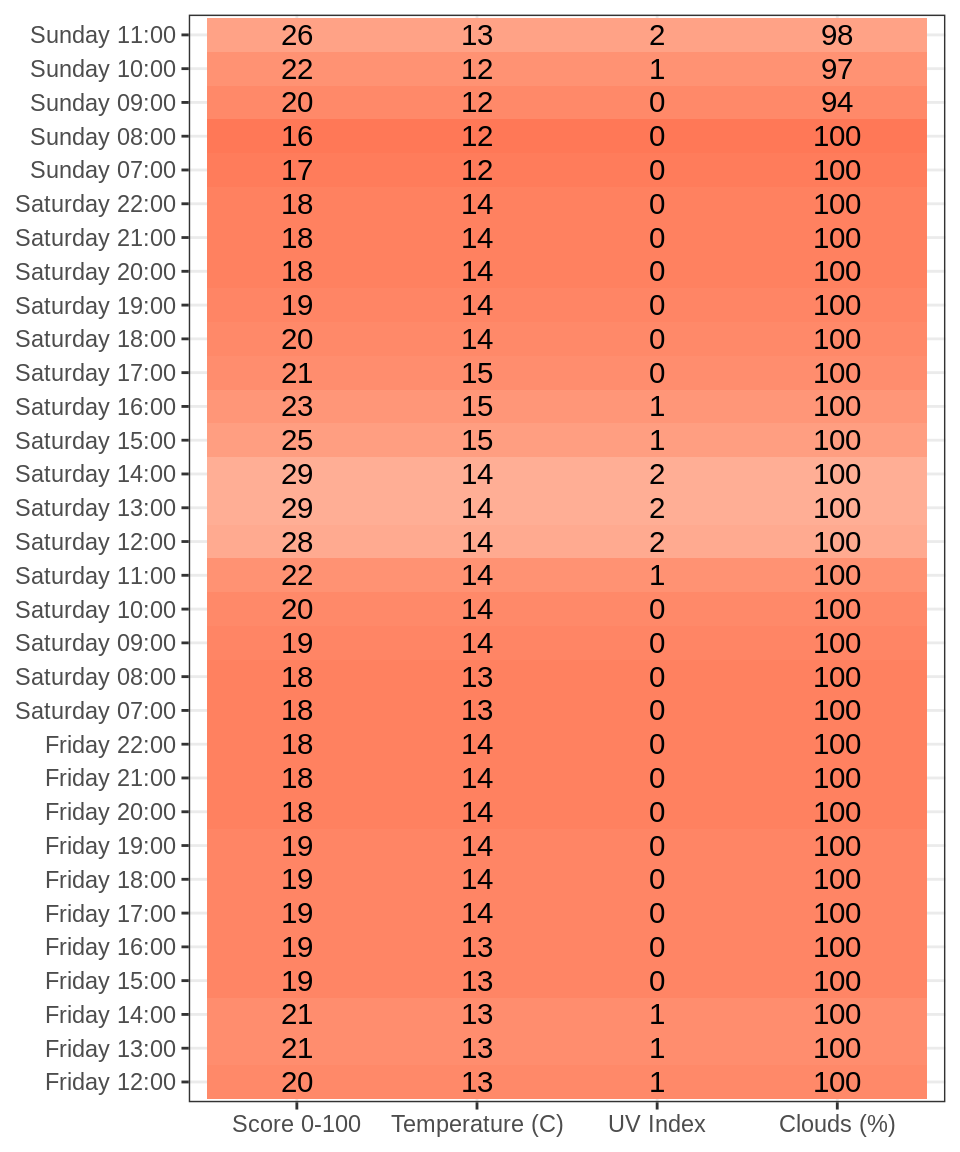 Sunday 11:00 26 13 2 98
Sunday 10:00 22 12 1 97
Sunday 09:00 20 12 0 94
Sunday 08:00 16 12 0 100
Sunday 07:00 17 12 0 100
Saturday 22:00 18 14 0 100
Saturday 21:00 18 14 0 100
Saturday 20:00 18 14 0 100
Saturday 19:00 19 14 0 100
Saturday 18:00 20 14 0 100
Saturday 17:00 21 15 0 100
Saturday 16:00 23 15 1 100
Saturday 15:00 25 15 1 100
Saturday 14:00 29 14 2 100
Saturday 13:00 29 14 2 100
Saturday 12:00 28 14 2 100
Saturday 11:00 22 14 1 100
Saturday 10:00 20 14 0 100
Saturday 09:00 19 14 0 100
Saturday 08:00 18 13 0 100
Saturday 07:00 18 13 0 100
Friday 22:00 18 14 0 100
Friday 21:00 18 14 0 100
Friday 20:00 18 14 0 100
Friday 19:00 19 14 0 100
Friday 18:00 19 14 0 100
Friday 17:00 19 14 0 100
Friday 16:00 19 13 0 100
Friday 15:00 19 13 0 100
Friday 14:00 21 13 1 100
Friday 13:00 21 13 1 100
Friday 12:00 20 13 1 100
Score 0-100 Temperature (C) UV Index Clouds (%)